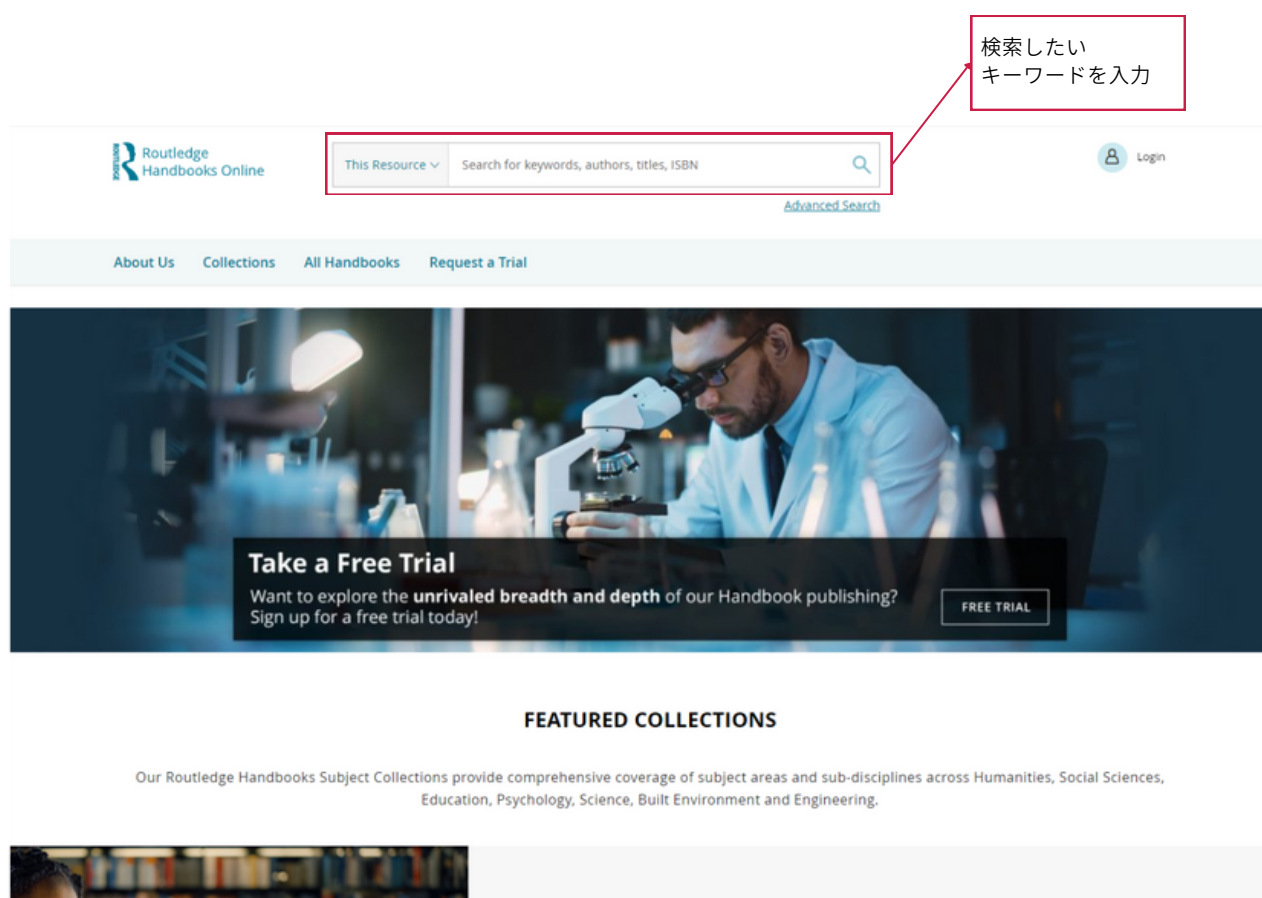 検索したい
キーワードを入力
ROUTLEDGE
Routledge
Handbooks Online
This Resource
Search for keywords, authors, titles, ISBN
Login
Advanced Search
About Us
Collections
All Handbooks
Request a Trial
Take a Free Trial
Want to explore the unrivaled breadth and depth of our Handbook publishing?
Sign up for a free trial today!
FREE TRIAL
FEATURED COLLECTIONS
Our Routledge Handbooks Subject Collections provide comprehensive coverage of subject areas and sub-disciplines across Humanities, Social Sciences,
Education, Psychology, Science, Built Environment and Engineering.